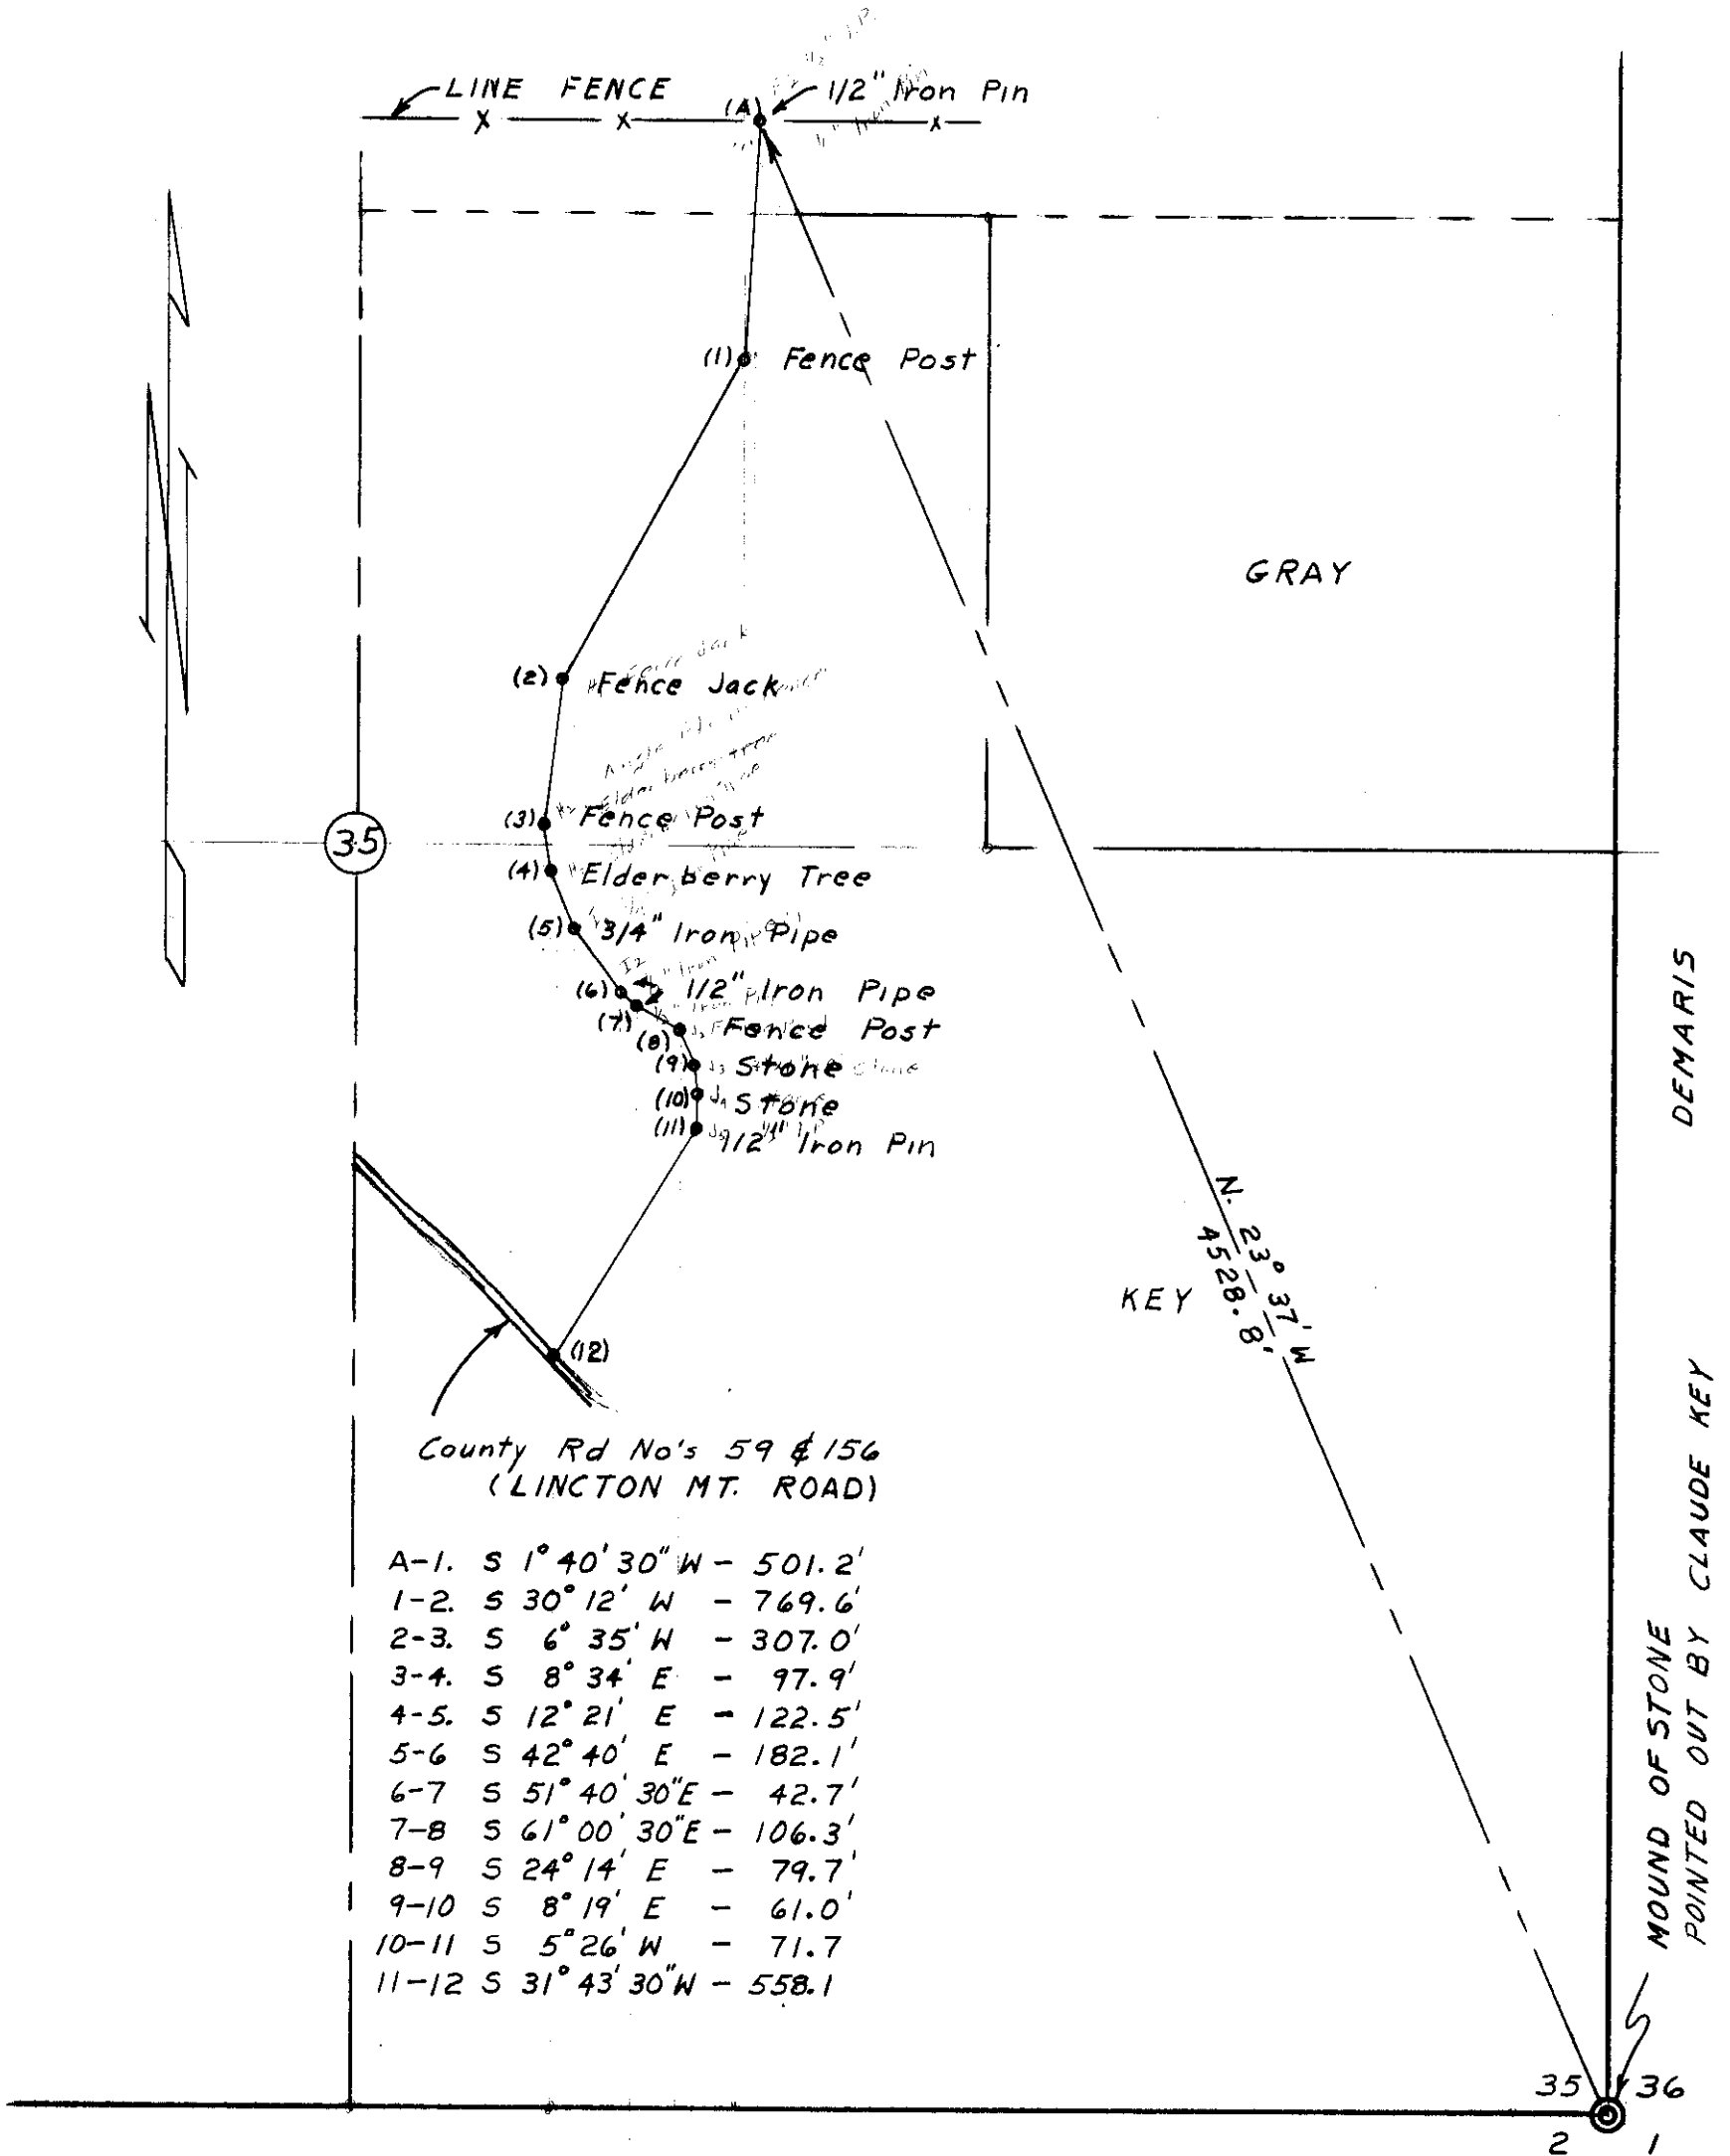 LINE FENCE
(A)
1/2" Iron Pin
(1) Fence Post
GRAY
(2) Fence Jack
(3) Fence Post
35
(4) Elderberry Tree
(5) 3/4" Iron Pipe
(6) 1/2" Iron Pipe
(7)
(8) Fence Post
(9) Stone
(10) Stone
(11) 1/2" Iron Pin
DEMARIS
N. 23° 37' W
4528.8'
KEY
(12)
County Rd No's 59 & 156
(LINCTON MT. ROAD)
A-1. S 1° 40' 30" W - 501.2'
1-2. S 30° 12' W - 769.6'
2-3. S 6° 35' W - 307.0'
3-4. S 8° 34' E - 97.9'
4-5. S 12° 21' E - 122.5'
5-6 S 42° 40' E - 182.1'
6-7 S 51° 40' 30" E - 42.7'
7-8 S 61° 00' 30" E - 106.3'
8-9 S 24° 14' E - 79.7'
9-10 S 8° 19' E - 61.0'
10-11 S 5° 26' W - 71.7
11-12 S 31° 43' 30" W - 558.1
MOUND OF STONE
POINTED OUT BY CLAUDE KEY
35 36
2 1